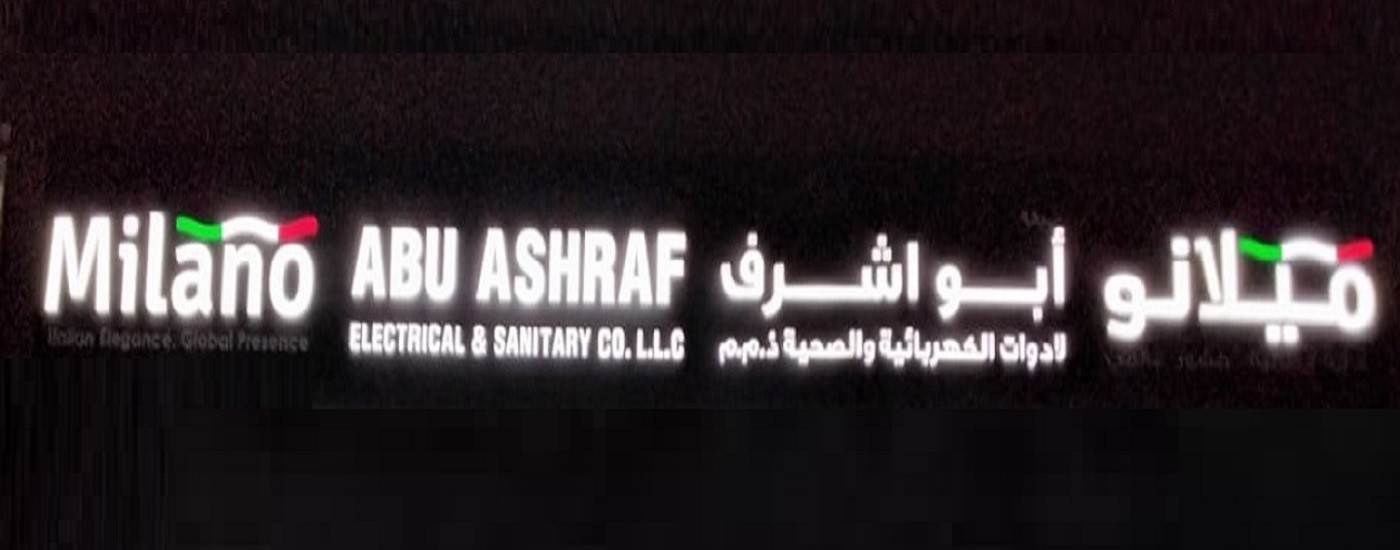 Milano
Italian Elegance. Global Presence
ABU ASHRAF
ELECTRICAL & SANITARY CO. L.L.C
أبو اشرف
لادوات الكهربائية والصحية ذ.م.م
ميلانو